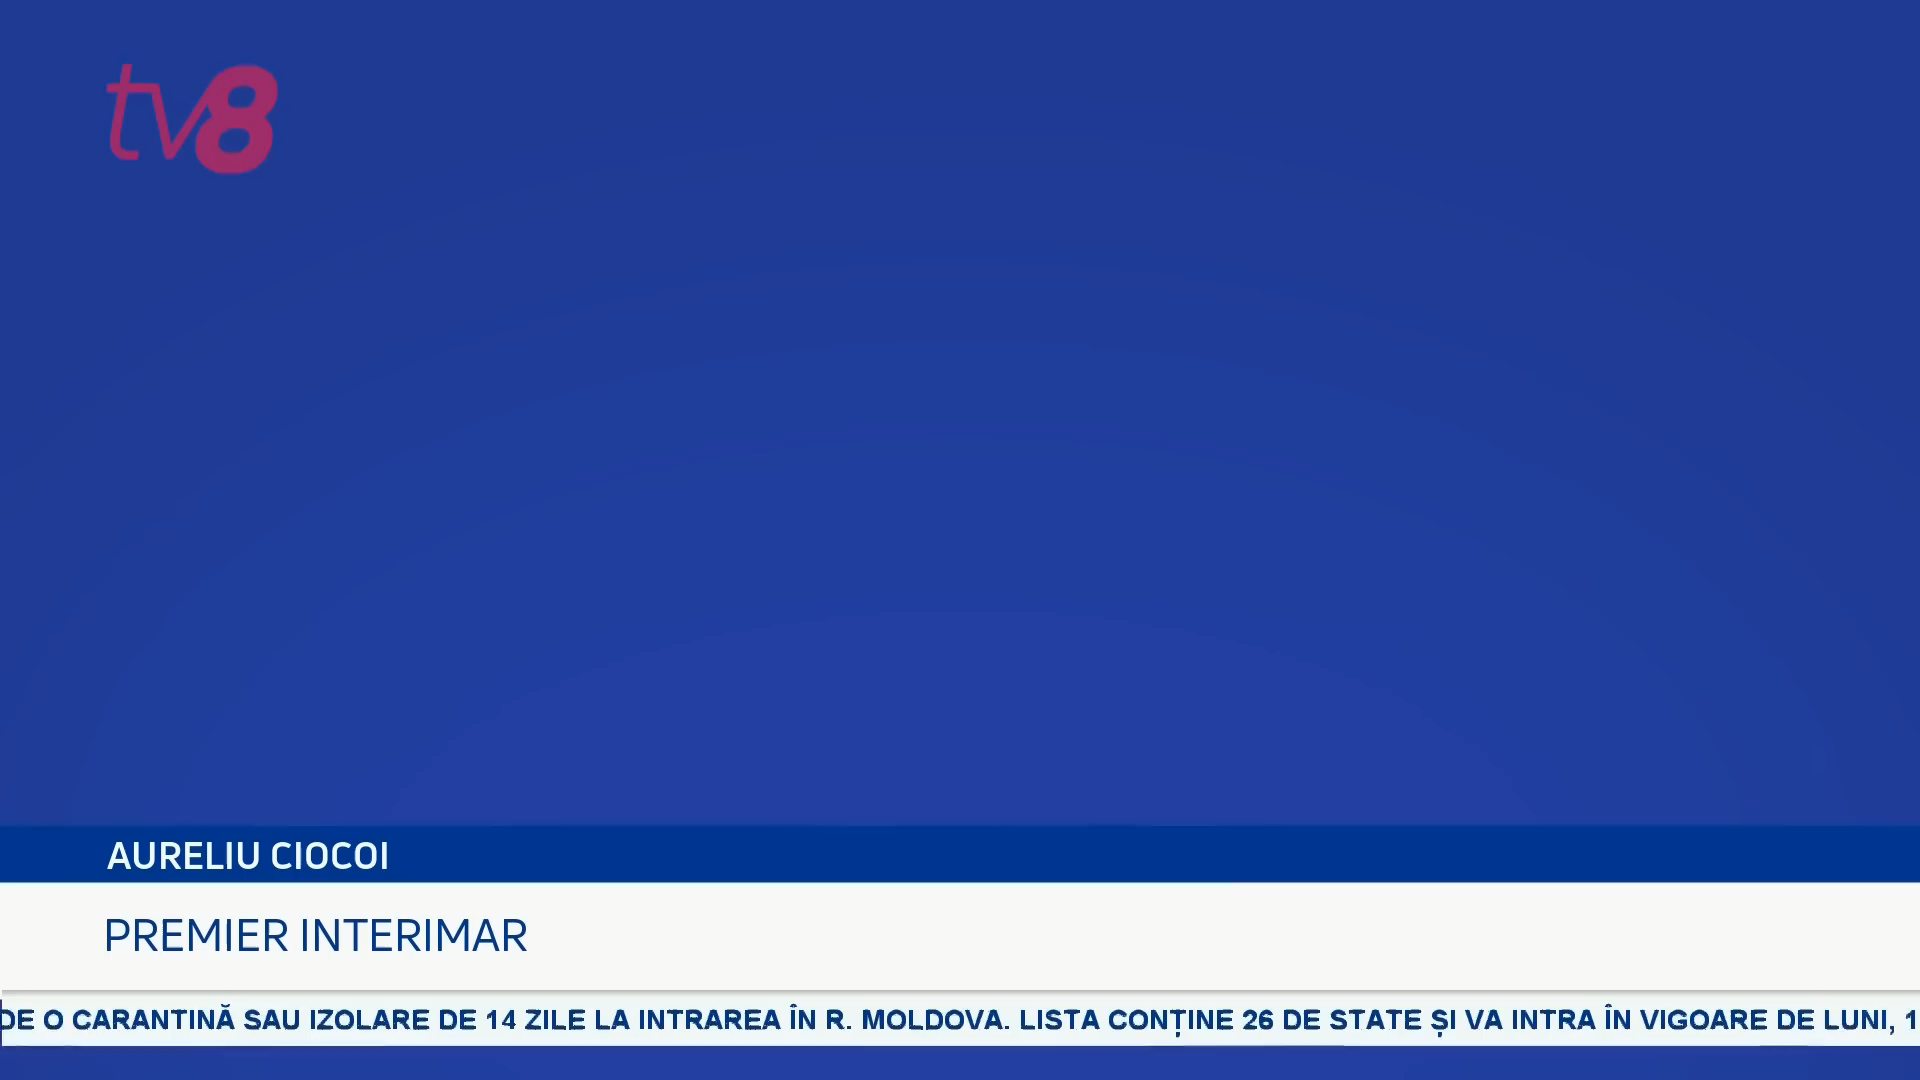 tv8
AURELIU CIOCOI
PREMIER INTERIMAR
DE O CARANTINĂ SAU IZOLARE DE 14 ZILE LA INTRAREA ÎN R. MOLDOVA. LISTA CONȚINE 26 DE STATE ȘI VA INTRA ÎN VIGOARE DE LUNI, 1